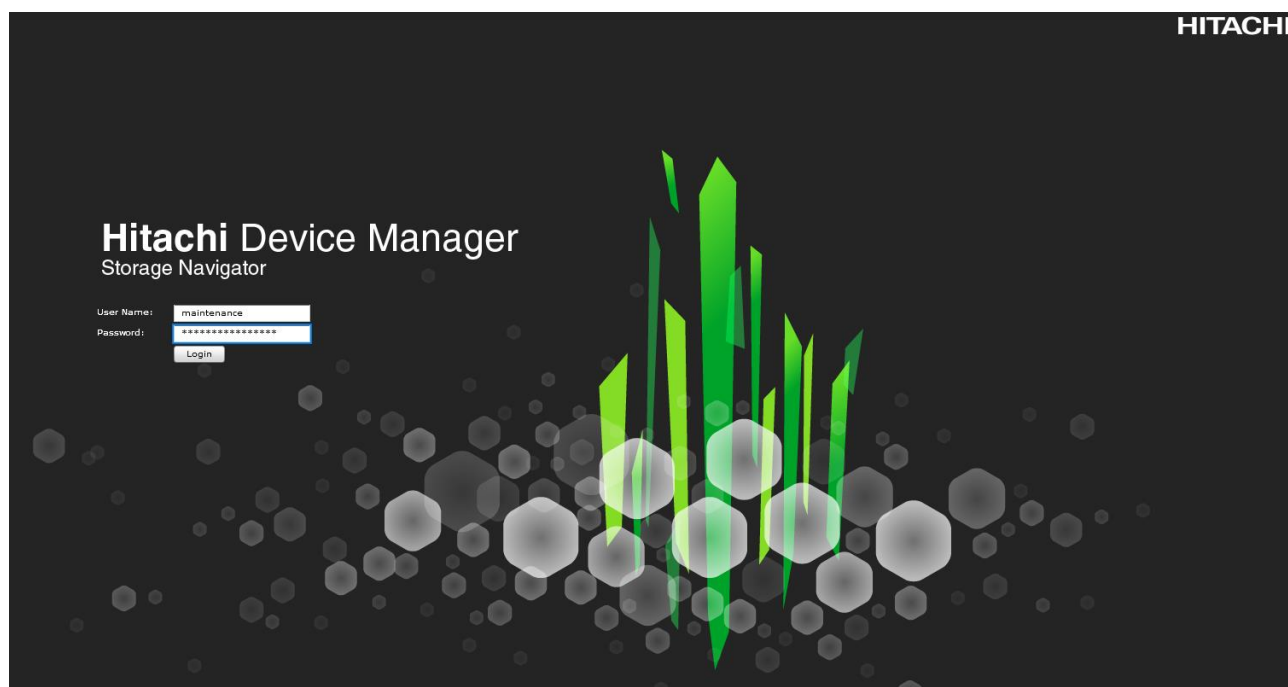 HITACHI
Hitachi Device Manager
Storage Navigator
User Name: maintenance
Password: ****************
Login